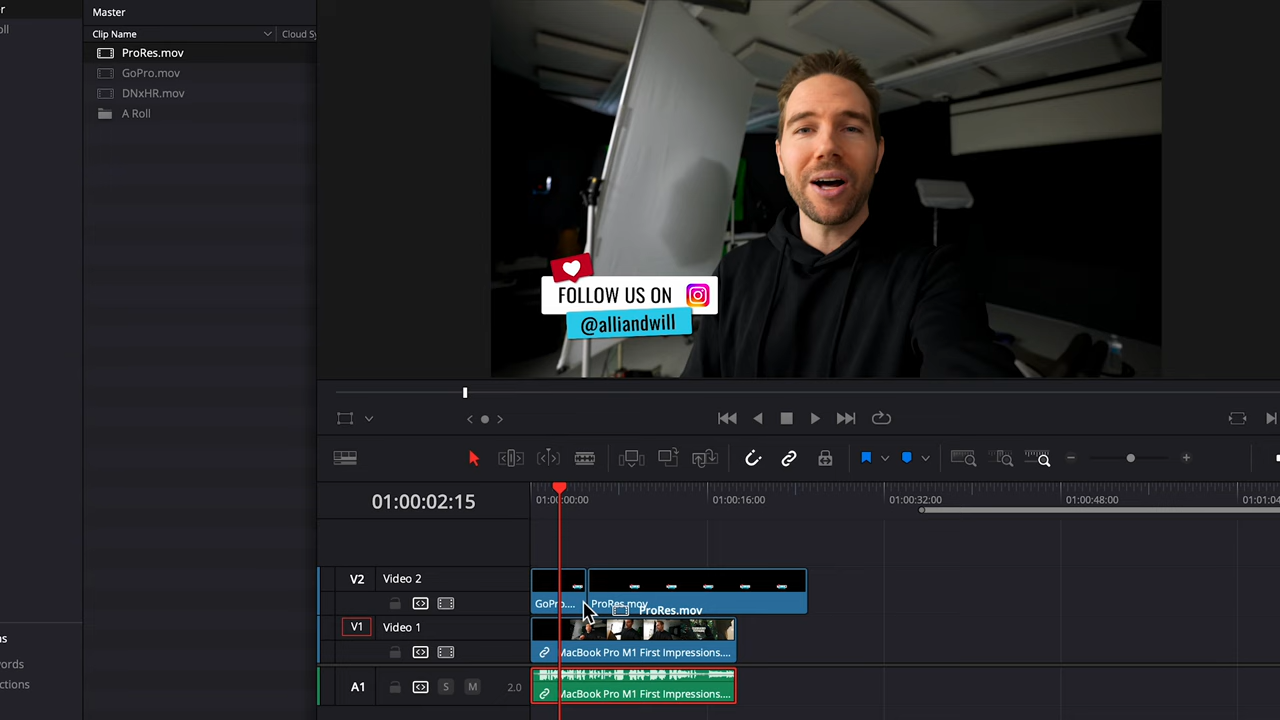 r
Master
Clip Name
Cloud Sy
oll
ProRes.mov
GoPro.mov
DNxHR.mov
A Roll
FOLLOW US ON
@alliandwill
01:00:02:15
01:00:00:00
01:00:16:00
01:00:32:00
01:00:48:00
01:01:04
V2
Video 2
GoPro....
ProRes.mov
ProRes.mov
V1
Video 1
MacBook Pro M1 First Impressions....
A1
S
M
2.0
MacBook Pro M1 First Impressions....
s
words
ctions